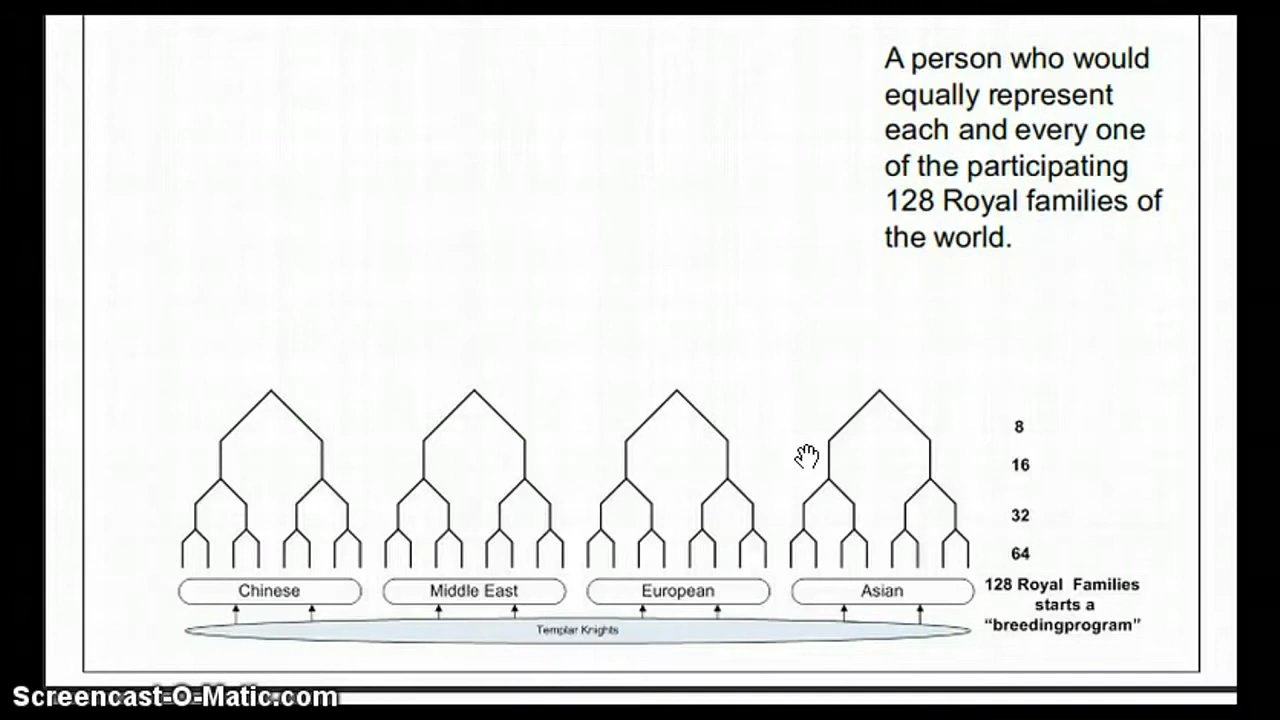 A person who would
equally represent
each and every one
of the participating
128 Royal families of
the world.
8
16
32
64
Chinese
Middle East
European
Asian
128 Royal Families
starts a
“breedingprogram”
Templar Knights
Screencast-O-Matic.com